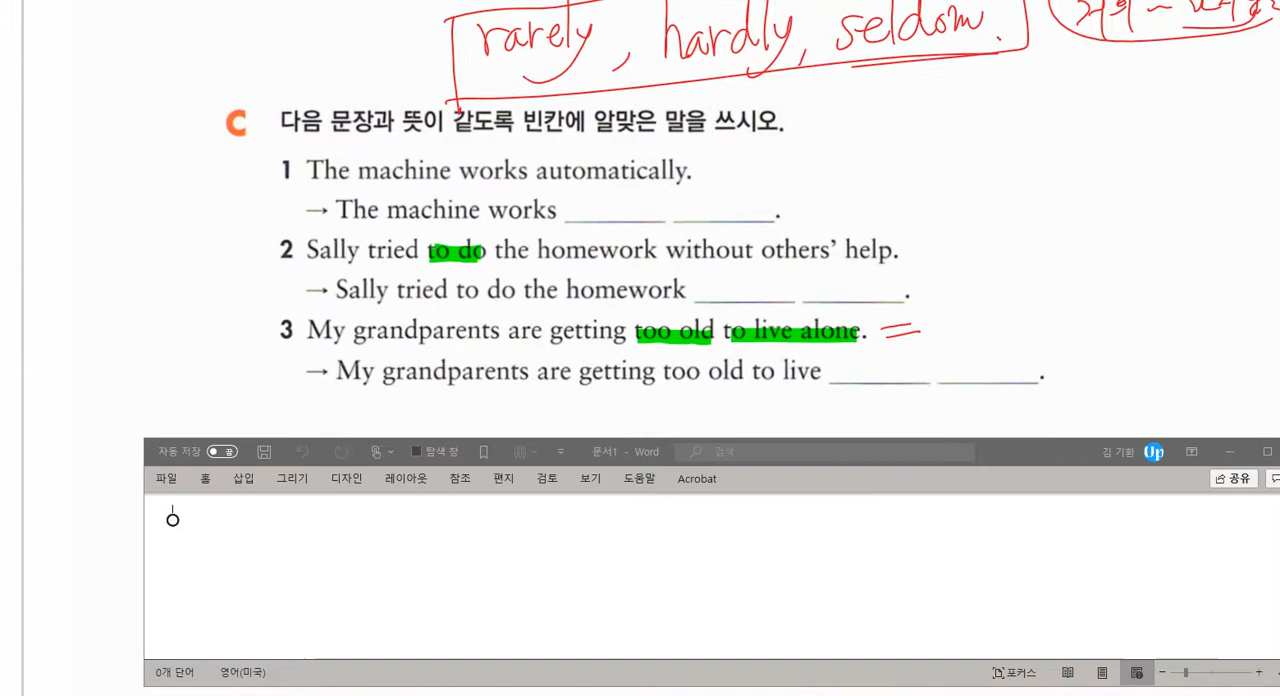 rarely, hardly, seldom.
C 다음 문장과 뜻이 같도록 빈칸에 알맞은 말을 쓰시오.
1 The machine works automatically.
→ The machine works ________ ________.
2 Sally tried to do the homework without others’ help.
→ Sally tried to do the homework ________ ________.
3 My grandparents are getting too old to live alone. =
→ My grandparents are getting too old to live ________ ________.
자동 저장 끔 탐색 창 문서1 - Word 검색 김 기환 Up
파일 홈 삽입 그리기 디자인 레이아웃 참조 편지 검토 보기 도움말 Acrobat 공유
0개 단어 영어(미국) 포커스